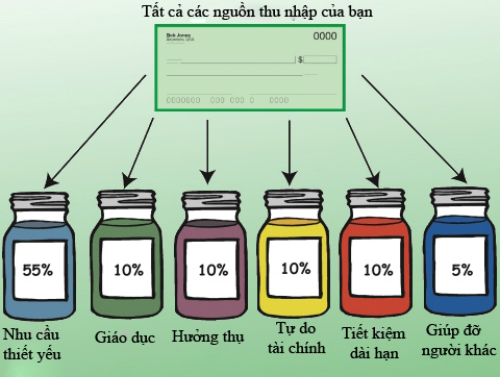 Tất cả các nguồn thu nhập của bạn
Bob Jones
0000
$
0000000 000 000 0 0000
55%
10%
10%
10%
10%
5%
Nhu cầu
thiết yếu
Giáo dục
Hưởng thụ
Tự do
tài chính
Tiết kiệm
dài hạn
Giúp đỡ
người khác